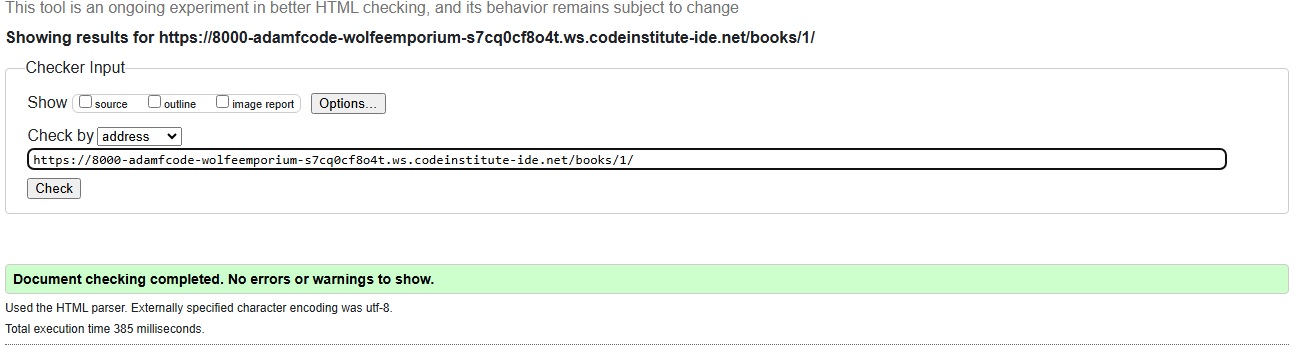 This tool is an ongoing experiment in better HTML checking, and its behavior remains subject to change
Showing results for https://8000-adamfcode-wolfeemporium-s7cq0cf8o4t.ws.codeinstitute-ide.net/books/1/
Checker Input
Show source outline image report Options...
Check by address
https://8000-adamfcode-wolfeemporium-s7cq0cf8o4t.ws.codeinstitute-ide.net/books/1/
Check
Document checking completed. No errors or warnings to show.
Used the HTML parser. Externally specified character encoding was utf-8.
Total execution time 385 milliseconds.